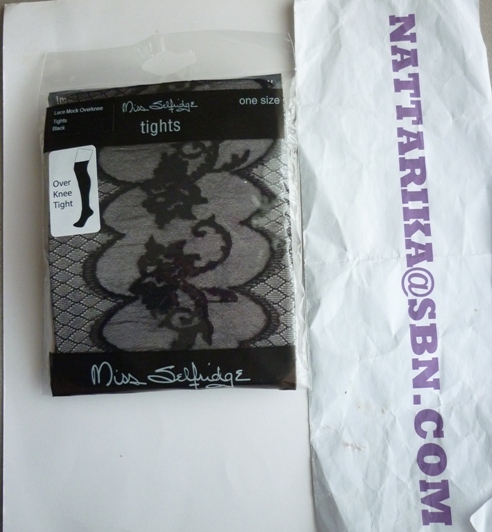 Lace Mock Overknee
Tights
Black
Miss Selfridge
one size
tights
Over
Knee
Tight
Miss Selfridge
NATTARIKA@SBN.COM